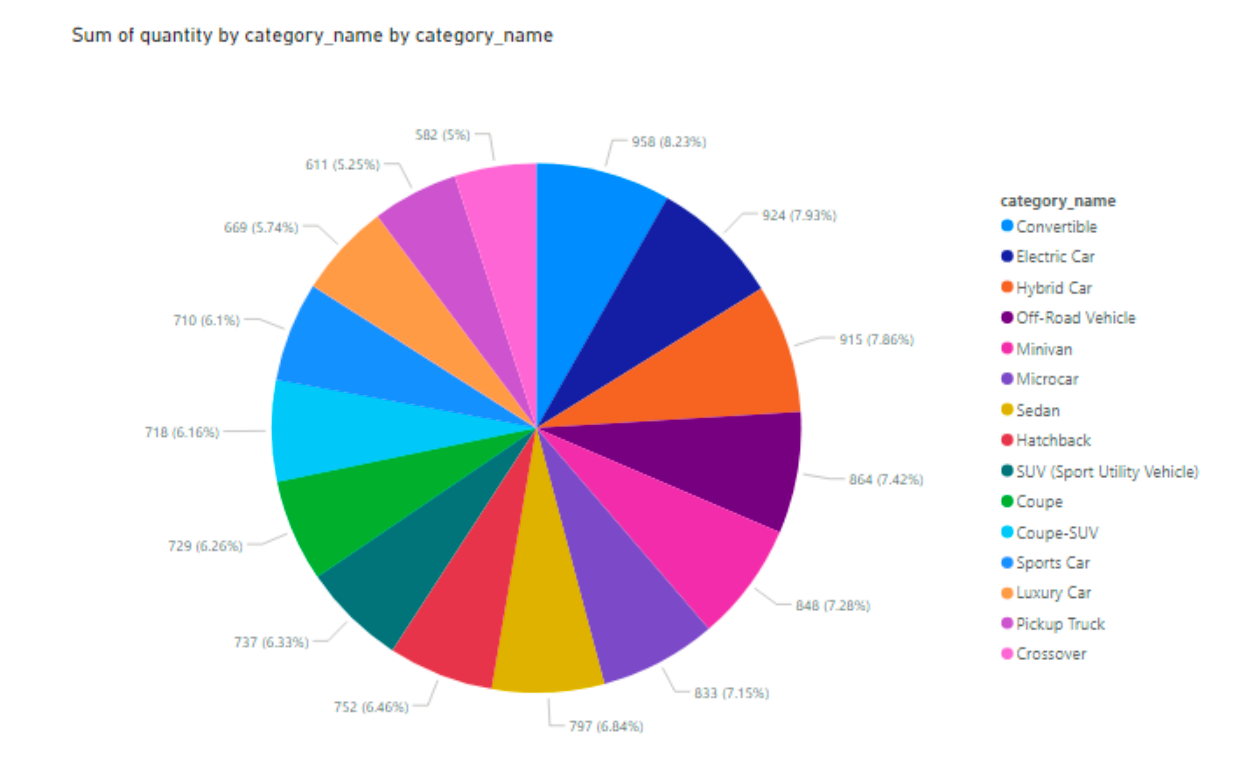 Sum of quantity by category_name by category_name
582 (5%)
958 (8.23%)
611 (5.25%)
924 (7.93%)
669 (5.74%)
915 (7.86%)
710 (6.1%)
718 (6.16%)
864 (7.42%)
729 (6.26%)
848 (7.28%)
737 (6.33%)
833 (7.15%)
752 (6.46%)
797 (6.84%)
category_name
Convertible
Electric Car
Hybrid Car
Off-Road Vehicle
Minivan
Microcar
Sedan
Hatchback
SUV (Sport Utility Vehicle)
Coupe
Coupe-SUV
Sports Car
Luxury Car
Pickup Truck
Crossover